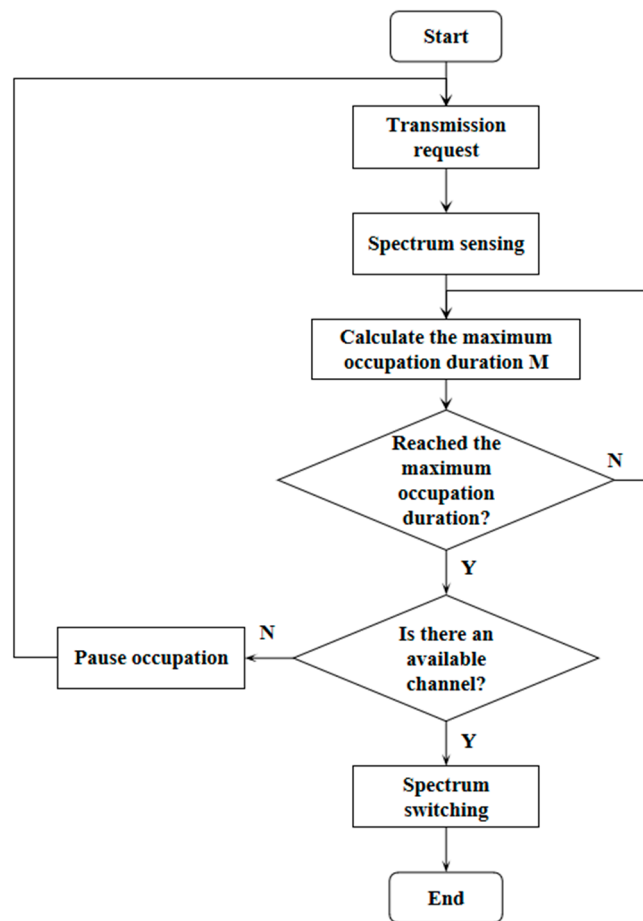 Start
Transmission
request
Spectrum sensing
Calculate the maximum
occupation duration M
Reached the
maximum
occupation
duration?
N
Y
Is there an
available
channel?
N
Pause occupation
Y
Spectrum
switching
End